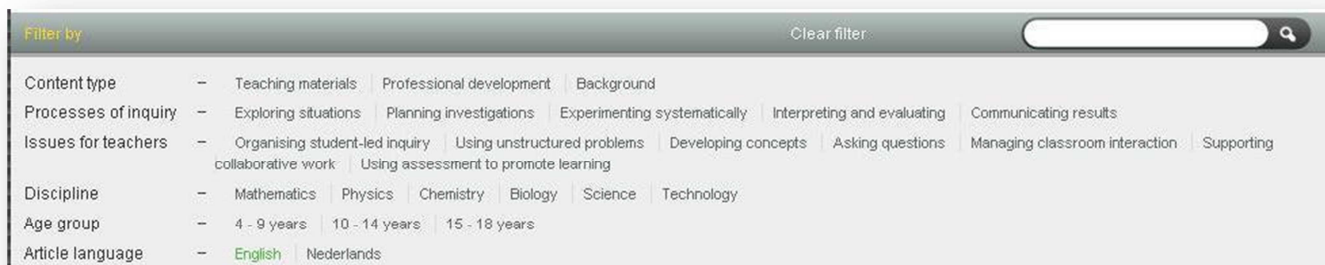 Filter by Clear filter
Content type – Teaching materials Professional development Background
Processes of inquiry – Exploring situations Planning investigations Experimenting systematically Interpreting and evaluating Communicating results
Issues for teachers – Organising student-led inquiry Using unstructured problems Developing concepts Asking questions Managing classroom interaction Supporting
collaborative work Using assessment to promote learning
Discipline – Mathematics Physics Chemistry Biology Science Technology
Age group – 4 - 9 years 10 - 14 years 15 - 18 years
Article language – English Nederlands